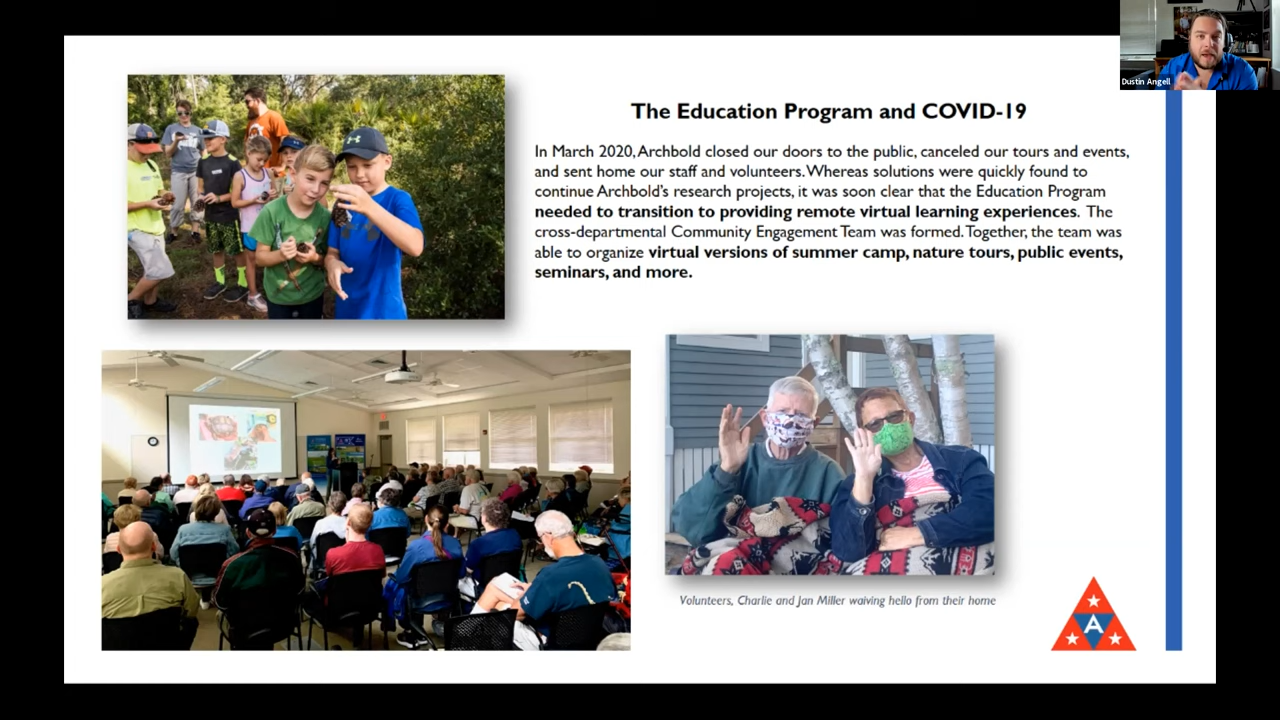 Dustin Angell
The Education Program and COVID-19
In March 2020, Archbold closed our doors to the public, canceled our tours and events,
and sent home our staff and volunteers. Whereas solutions were quickly found to
continue Archbold's research projects, it was soon clear that the Education Program
needed to transition to providing remote virtual learning experiences. The
cross-departmental Community Engagement Team was formed. Together, the team was
able to organize virtual versions of summer camp, nature tours, public events,
seminars, and more.
Volunteers, Charlie and Jan Miller waiving hello from their home
A